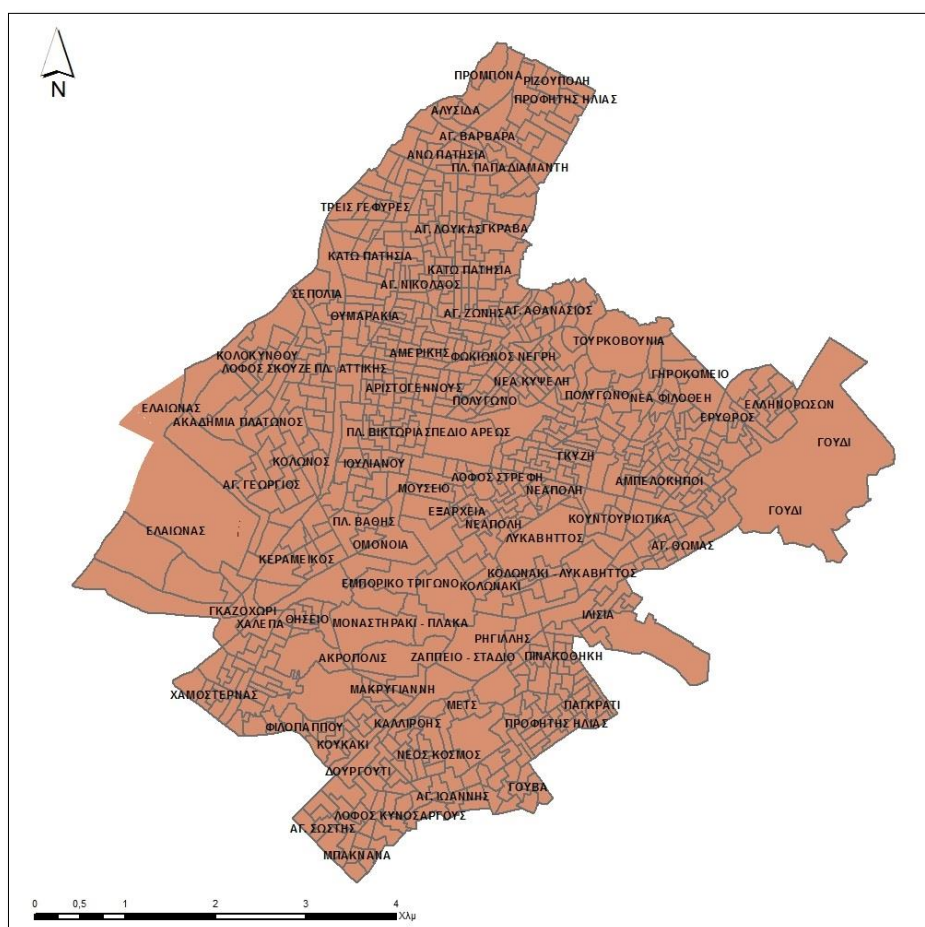 N
ΠΡΟΜΠΟΝΑ
ΡΙΖΟΥΠΟΛΗ
ΠΡΟΦΗΤΗΣ ΗΛΙΑΣ
ΑΛΥΣΙΔΑ
ΑΓ. ΒΑΡΒΑΡΑ
ΑΝΩ ΠΑΤΗΣΙΑ
ΠΛ. ΠΑΠΑΔΙΑΜΑΝΤΗ
ΤΡΕΙΣ ΓΕΦΥΡΕΣ
ΑΓ. ΛΟΥΚΑΣ ΓΚΡΑΒΑ
ΚΑΤΩ ΠΑΤΗΣΙΑ
ΚΑΤΩ ΠΑΤΗΣΙΑ
ΑΓ. ΝΙΚΟΛΑΟΣ
ΣΕΠΟΛΙΑ
ΘΥΜΑΡΑΚΙΑ
ΑΓ. ΖΩΝΗΣ ΑΓ. ΑΘΑΝΑΣΙΟΣ
ΤΟΥΡΚΟΒΟΥΝΙΑ
ΚΟΛΟΚΥΝΘΟΥ
ΑΜΕΡΙΚΗΣ ΦΩΚΙΩΝΟΣ ΝΕΓΡΗ
ΛΟΦΟΣ ΣΚΟΥΖΕ ΠΛ. ΑΤΤΙΚΗΣ
ΓΗΡΟΚΟΜΕΙΟ
ΑΡΙΣΤΟΓΕΝΝΟΥΣ
ΝΕΑ ΚΥΨΕΛΗ
ΠΟΛΥΓΩΝΟ
ΠΟΛΥΓΩΝΟ
ΝΕΑ ΦΙΛΟΘΕΗ
ΕΛΑΙΩΝΑΣ
ΕΛΛΗΝΟΡΩΣΩΝ
ΑΚΑΔΗΜΙΑ ΠΛΑΤΩΝΟΣ
ΕΡΥΘΡΟΣ
ΠΛ. ΒΙΚΤΩΡΙΑΣ ΠΕΔΙΟ ΑΡΕΩΣ
ΓΟΥΔΙ
ΓΚΥΖΗ
ΚΟΛΩΝΟΣ
ΙΟΥΛΙΑΝΟΥ
ΛΟΦΟΣ ΣΤΡΕΦΗ
ΑΜΠΕΛΟΚΗΠΟΙ
ΑΓ. ΓΕΩΡΓΙΟΣ
ΜΟΥΣΕΙΟ
ΝΕΑΠΟΛΗ
ΓΟΥΔΙ
ΕΞΑΡΧΕΙΑ
ΠΛ. ΒΑΘΗΣ
ΝΕΑΠΟΛΗ
ΚΟΥΝΤΟΥΡΙΩΤΙΚΑ
ΕΛΑΙΩΝΑΣ
ΛΥΚΑΒΗΤΤΟΣ
ΟΜΟΝΟΙΑ
ΑΓ. ΘΩΜΑΣ
ΚΕΡΑΜΕΙΚΟΣ
ΚΟΛΩΝΑΚΙ - ΛΥΚΑΒΗΤΤΟΣ
ΕΜΠΟΡΙΚΟ ΤΡΙΓΩΝΟ ΚΟΛΩΝΑΚΙ
ΓΚΑΖΟΧΩΡΙ
ΙΛΙΣΙΑ
ΧΑΛΕΠΑ
ΘΗΣΕΙΟ
ΜΟΝΑΣΤΗΡΑΚΙ - ΠΛΑΚΑ
ΡΗΓΙΛΛΗΣ
ΑΚΡΟΠΟΛΙΣ
ΖΑΠΠΕΙΟ - ΣΤΑΔΙΟ
ΠΙΝΑΚΟΘΗΚΗ
ΧΑΜΟΣΤΕΡΝΑΣ
ΜΑΚΡΥΓΙΑΝΝΗ
ΜΕΤΣ
ΠΑΓΚΡΑΤΙ
ΦΙΛΟΠΑΠΠΟΥ
ΚΑΛΛΙΡΟΗΣ
ΠΡΟΦΗΤΗΣ ΗΛΙΑΣ
ΚΟΥΚΑΚΙ
ΝΕΟΣ ΚΟΣΜΟΣ
ΔΟΥΡΓΟΥΤΙ
ΓΟΥΒΑ
ΑΓ. ΙΩΑΝΝΗΣ
ΛΟΦΟΣ ΚΥΝΟΣΑΡΓΟΥΣ
ΑΓ. ΣΩΣΤΗΣ
ΜΠΑΚΝΑΝΑ
0 0,5 1 2 3 4
Χλμ